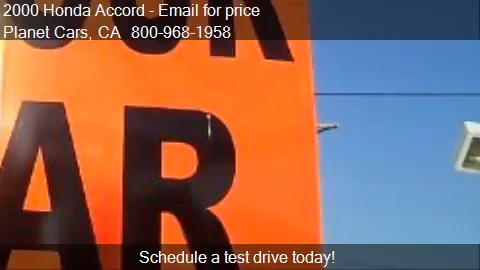 2000 Honda Accord - Email for price
Planet Cars, CA 800-968-1958
AR
Schedule a test drive today!